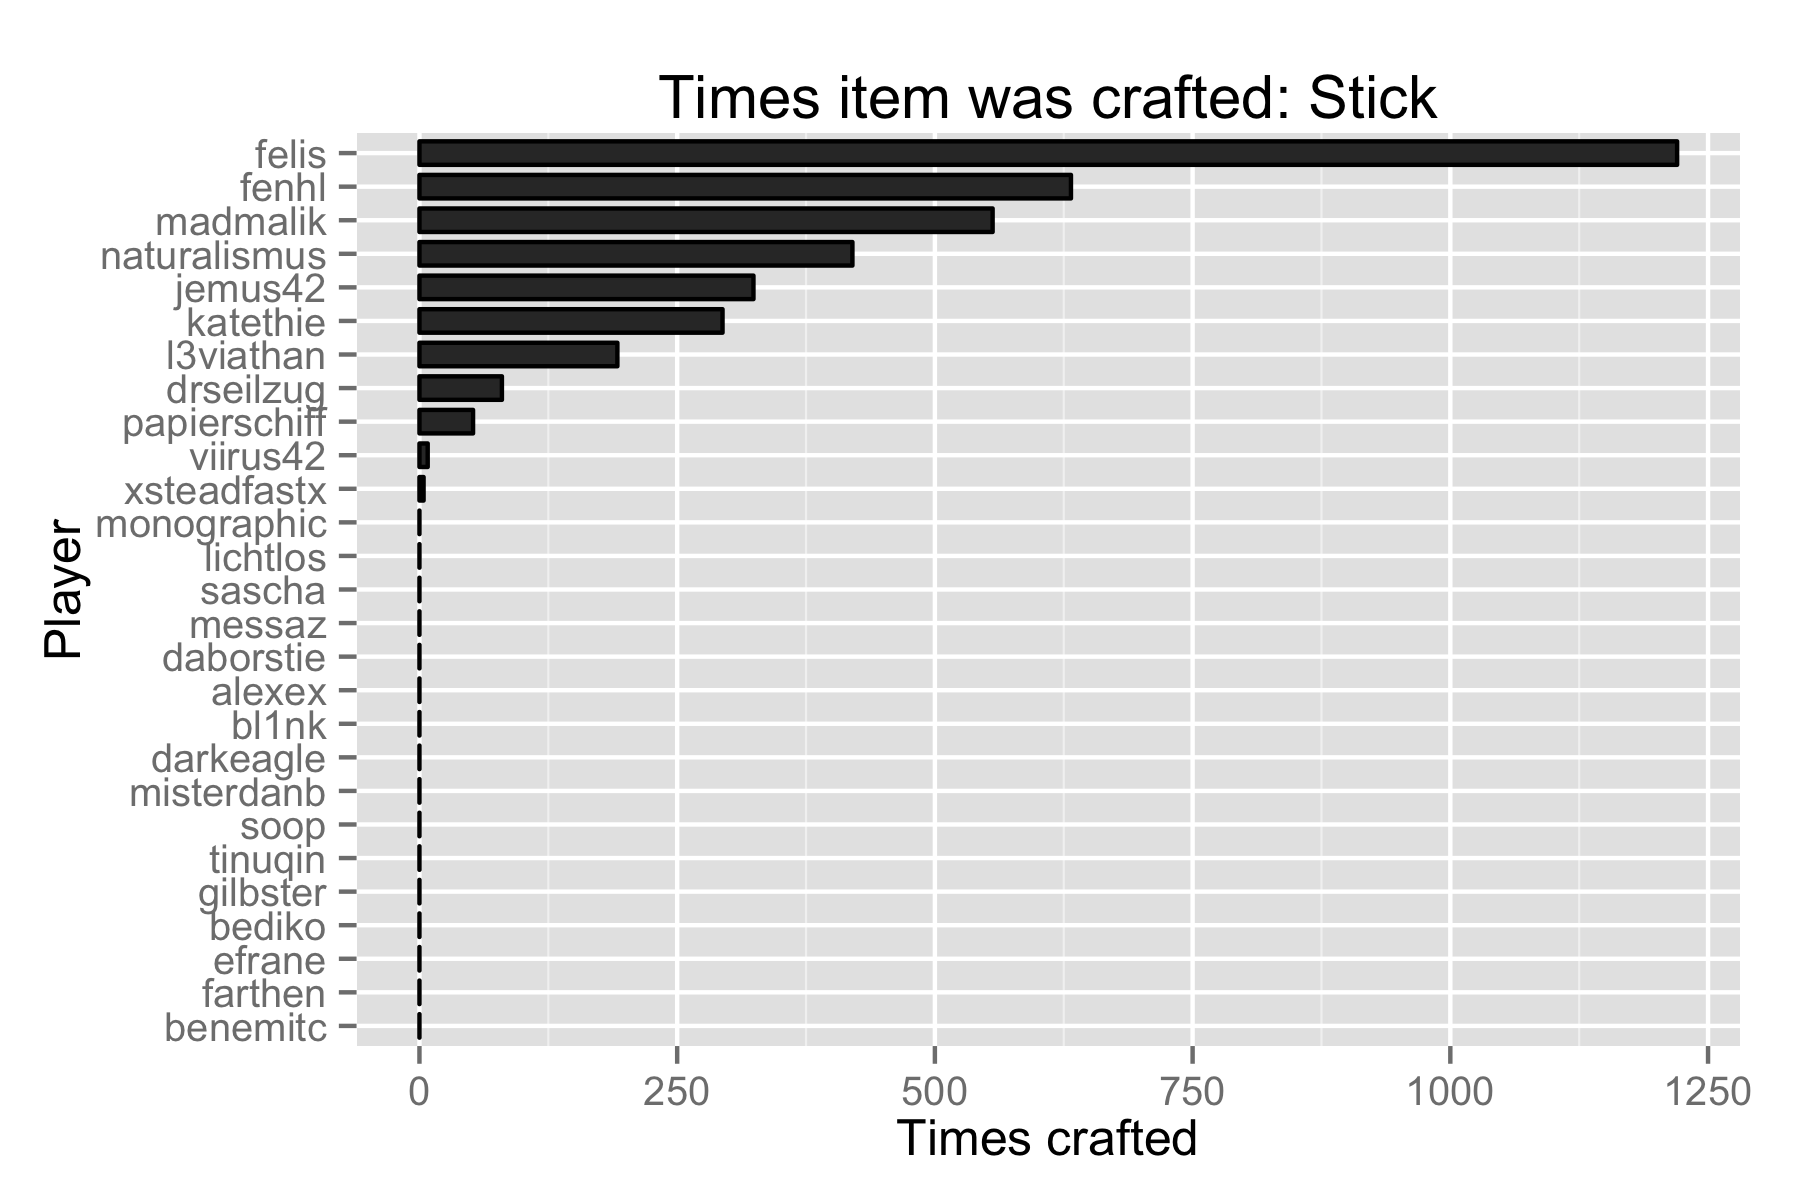 Times item was crafted: Stick
felis
fenhl
madmalik
naturalismus
jemus42
katethie
l3viathan
drseilzug
papierschiff
viirus42
xsteadfastx
monographic
lichtlos
sascha
messaz
daborstie
alexex
bl1nk
darkeagle
misterdanb
soop
tinuqin
gilbster
bediko
efrane
farthen
benemitc
Player
0 250 500 750 1000 1250
Times crafted